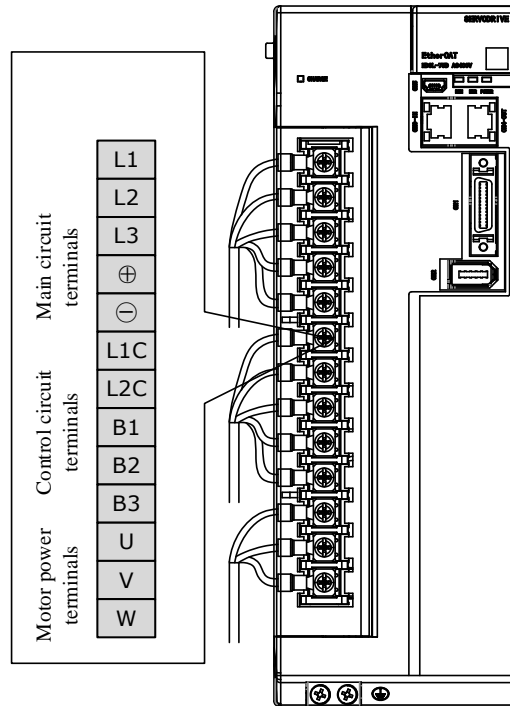 SERVODRIVE
EtherCAT
CHARGE
L1
L2
L3
⊕
⊖
L1C
L2C
B1
B2
B3
U
V
W
Main circuit
terminals
Control circuit
terminals
Motor power
terminals